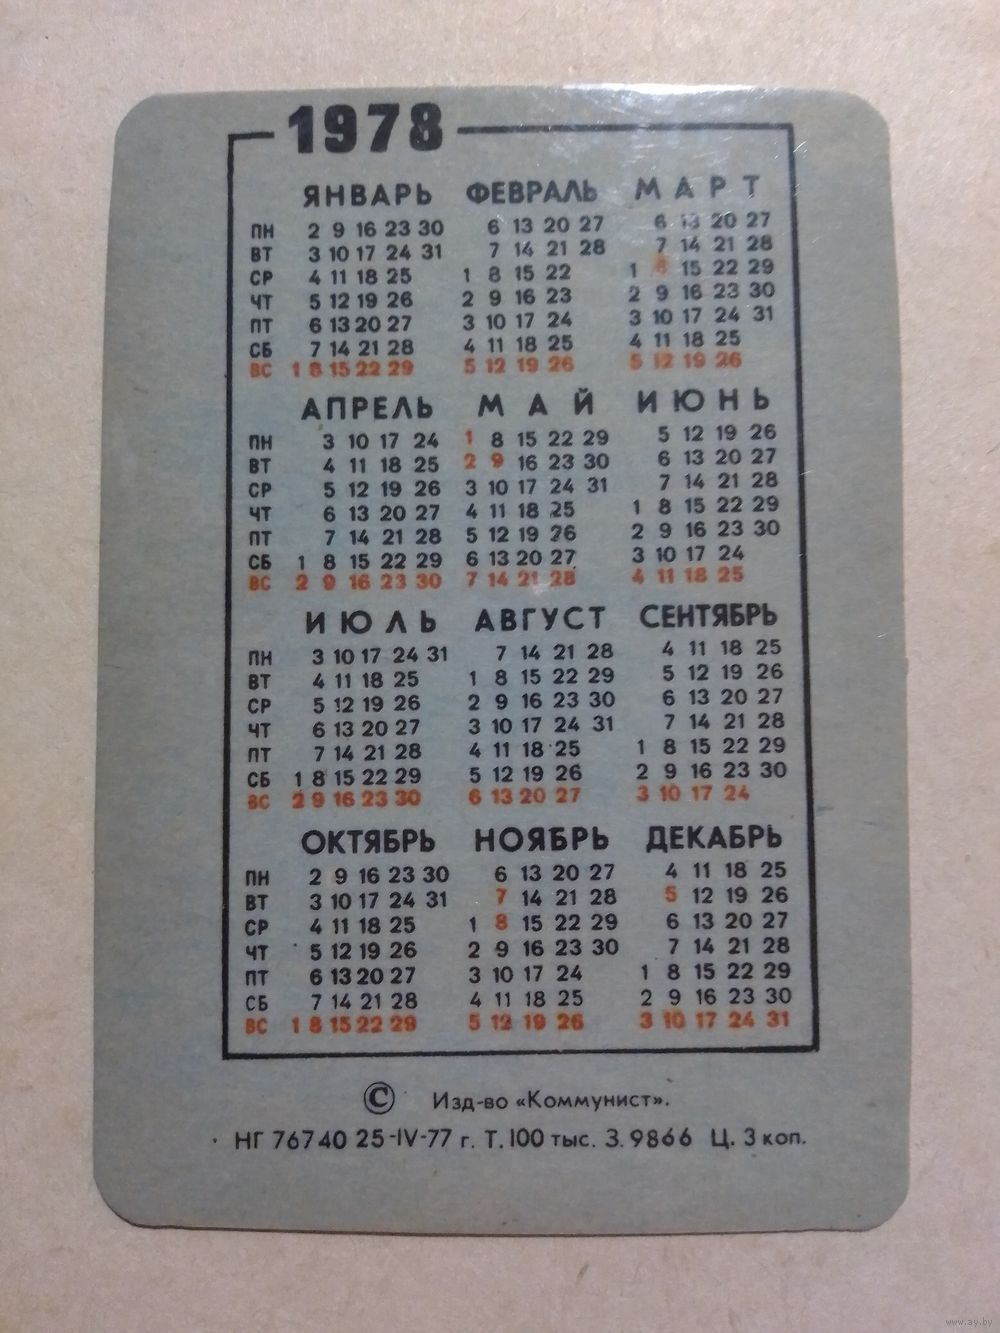 1978
ЯНВАРЬ ФЕВРАЛЬ МАРТ
ПН 2 9 16 23 30 6 13 20 27 6 13 20 27
ВТ 3 10 17 24 31 7 14 21 28 7 14 21 28
СР 4 11 18 25 1 8 15 22 1 8 15 22 29
ЧТ 5 12 19 26 2 9 16 23 2 9 16 23 30
ПТ 6 13 20 27 3 10 17 24 3 10 17 24 31
СБ 7 14 21 28 4 11 18 25 4 11 18 25
ВС 1 8 15 22 29 5 12 19 26 5 12 19 26
АПРЕЛЬ МАЙ ИЮНЬ
ПН 3 10 17 24 1 8 15 22 29 5 12 19 26
ВТ 4 11 18 25 2 9 16 23 30 6 13 20 27
СР 5 12 19 26 3 10 17 24 31 7 14 21 28
ЧТ 6 13 20 27 4 11 18 25 1 8 15 22 29
ПТ 7 14 21 28 5 12 19 26 2 9 16 23 30
СБ 1 8 15 22 29 6 13 20 27 3 10 17 24
ВС 2 9 16 23 30 7 14 21 28 4 11 18 25
ИЮЛЬ АВГУСТ СЕНТЯБРЬ
ПН 3 10 17 24 31 7 14 21 28 4 11 18 25
ВТ 4 11 18 25 1 8 15 22 29 5 12 19 26
СР 5 12 19 26 2 9 16 23 30 6 13 20 27
ЧТ 6 13 20 27 3 10 17 24 31 7 14 21 28
ПТ 7 14 21 28 4 11 18 25 1 8 15 22 29
СБ 1 8 15 22 29 5 12 19 26 2 9 16 23 30
ВС 2 9 16 23 30 6 13 20 27 3 10 17 24
ОКТЯБРЬ НОЯБРЬ ДЕКАБРЬ
ПН 2 9 16 23 30 6 13 20 27 4 11 18 25
ВТ 3 10 17 24 31 7 14 21 28 5 12 19 26
СР 4 11 18 25 1 8 15 22 29 6 13 20 27
ЧТ 5 12 19 26 2 9 16 23 30 7 14 21 28
ПТ 6 13 20 27 3 10 17 24 1 8 15 22 29
СБ 7 14 21 28 4 11 18 25 2 9 16 23 30
ВС 1 8 15 22 29 5 12 19 26 3 10 17 24 31
© Изд-во «Коммунист».
НГ 76740 25-IV-77 г. Т. 100 тыс. З. 9866 Ц. 3 коп.
www.ay.by